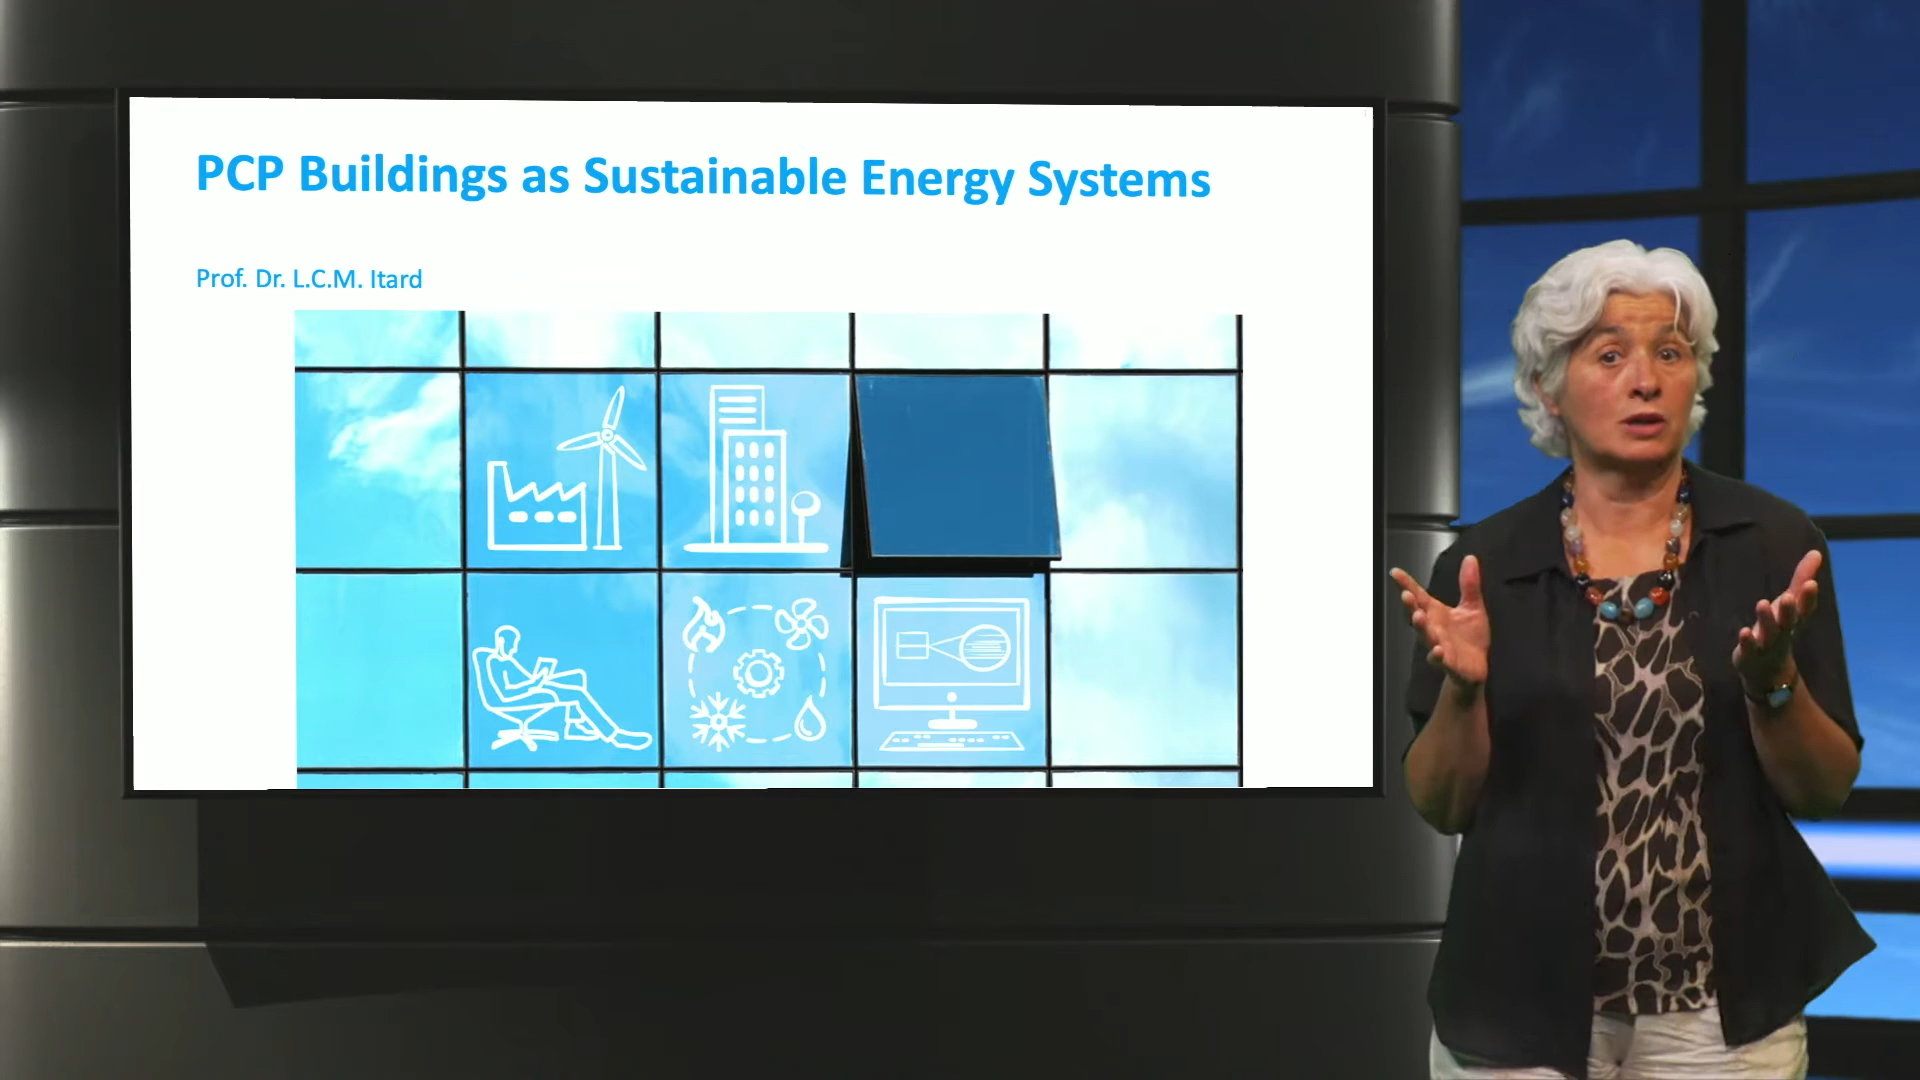 PCP Buildings as Sustainable Energy Systems
Prof. Dr. L.C.M. Itard